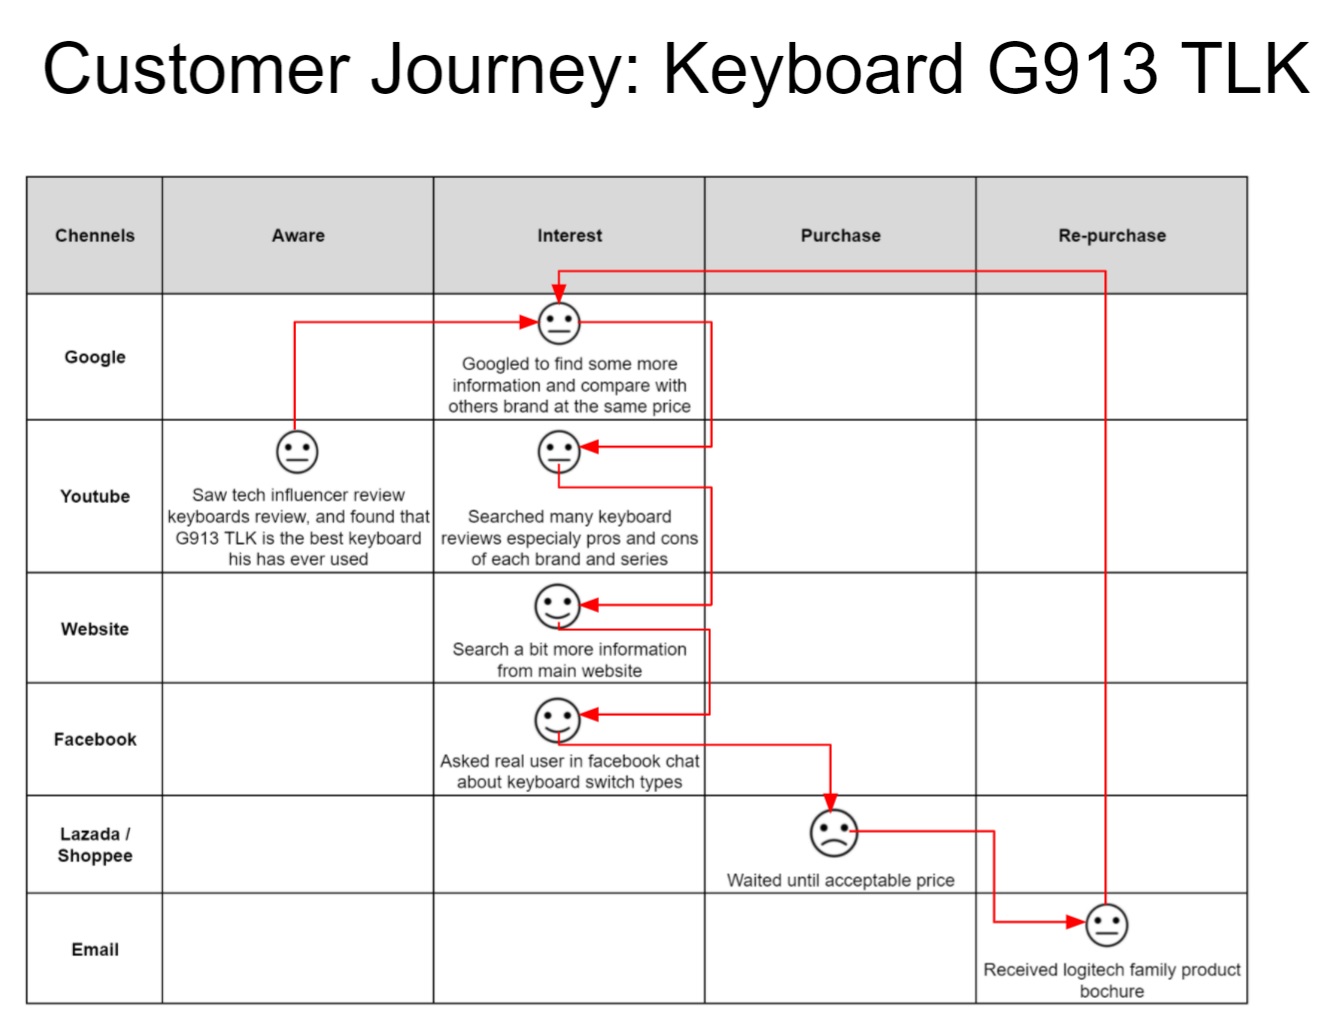 Customer Journey: Keyboard G913 TLK
Chennels
Aware
Interest
Purchase
Re-purchase
Google
Googled to find some more
information and compare with
others brand at the same price
Youtube
Saw tech influencer review
keyboards review, and found that
G913 TLK is the best keyboard
his has ever used
Searched many keyboard
reviews especialy pros and cons
of each brand and series
Website
Search a bit more information
from main website
Facebook
Asked real user in facebook chat
about keyboard switch types
Lazada /
Shoppee
Waited until acceptable price
Email
Received logitech family product
bochure